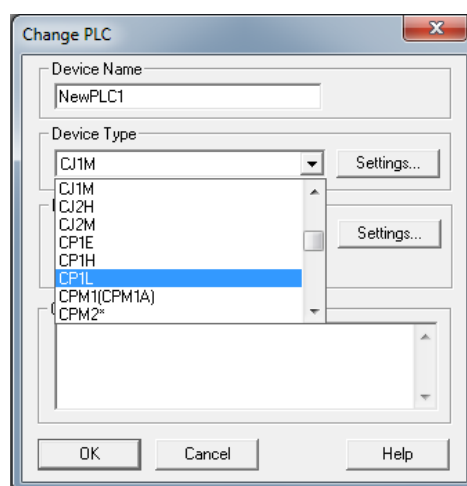 Change PLC
Device Name
NewPLC1
Device Type
CJ1M
Settings...
CJ1M
CJ2H
CJ2M
Settings...
CP1E
CP1H
CP1L
CPM1(CPM1A)
CPM2*
OK
Cancel
Help